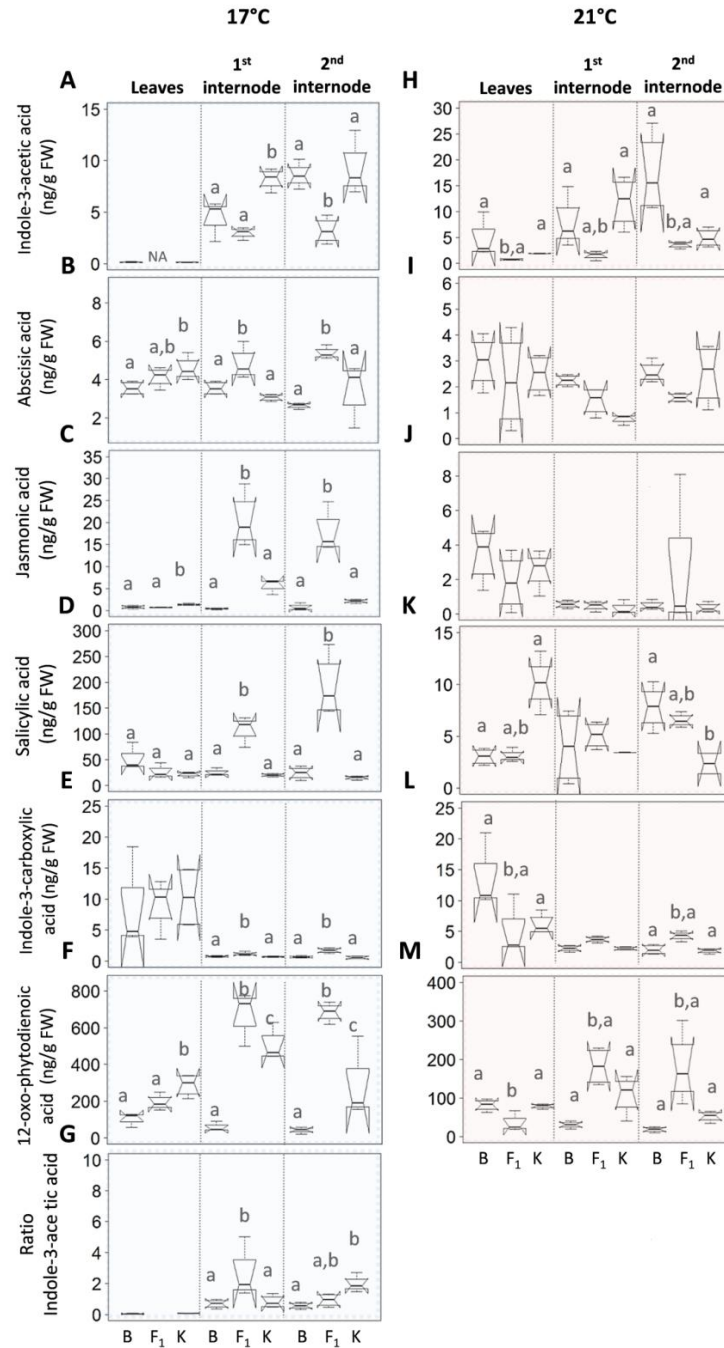 17°C 21°C
A Leaves 1st internode 2nd internode H Leaves 1st internode 2nd internode
Indole-3-acetic acid
(ng/g FW)
15
10
5
0
a a b a b a
NA
30
25
20
15
10
5
0
a b,a a a a,b a a b,a a
B I
Abscisic acid
(ng/g FW)
8
6
4
2
a a,b b a b a a b a
6
5
4
3
2
1
0
C J
Jasmonic acid
(ng/g FW)
35
30
25
20
15
10
5
0
a a b a b a a b a
8
6
4
2
0
D K
Salicylic acid
(ng/g FW)
300
250
200
150
100
50
0
a a a a b a a b a
15
10
5
0
a a,b a a a,b b
E L
Indole-3-carboxylic
acid (ng/g FW)
25
20
15
10
5
0
a b a a b a
25
20
15
10
5
0
a b,a a a b,a a
F M
12-oxo-phytodienoic
acid (ng/g FW)
800
600
400
200
0
a a b a b c a b c
400
300
200
100
0
a b a a b,a a a b,a a
B F1 K B F1 K B F1 K
G
Ratio
Indole-3-ace tic acid
10
8
6
4
2
0
a b a a a,b b
B F1 K B F1 K B F1 K